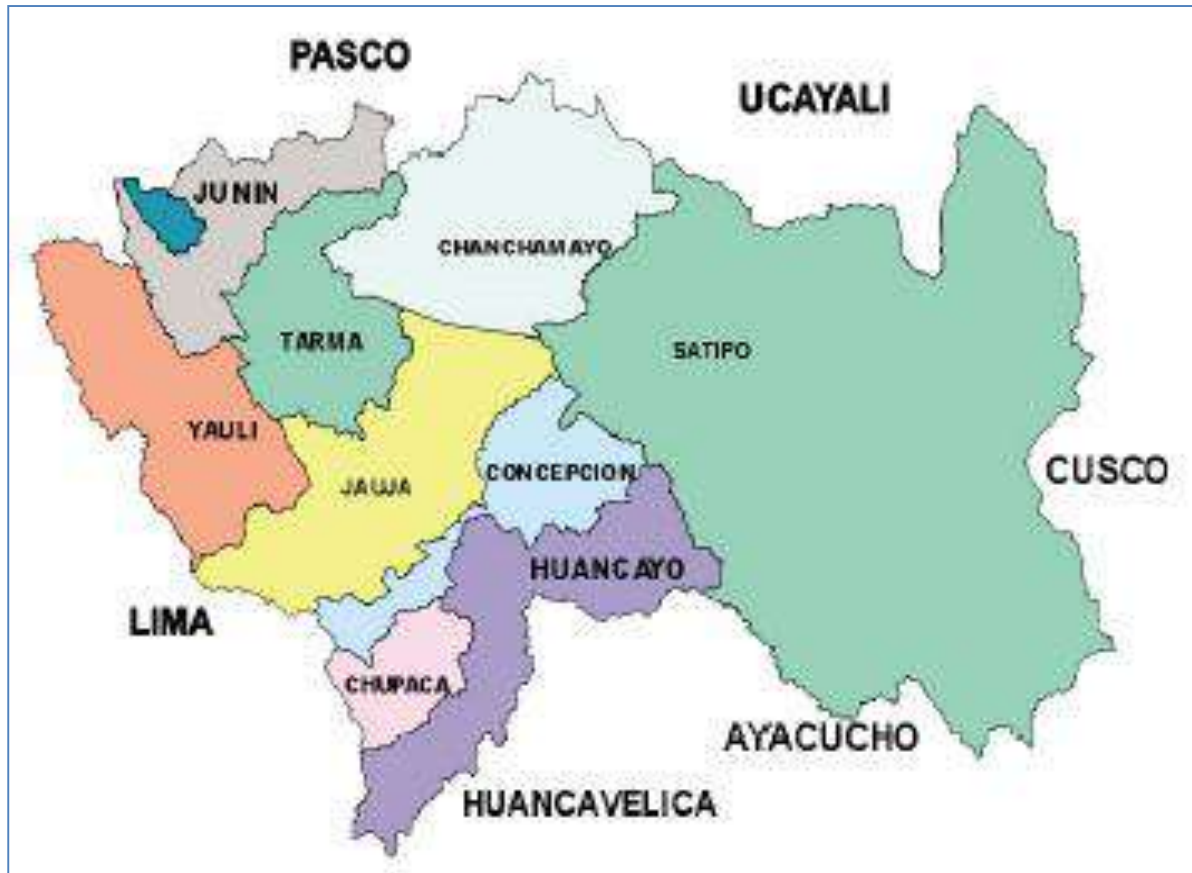 PASCO
UCAYALI
JUNIN
CHANCHAMAYO
TARMA
SATIPO
YAULI
CUSCO
CONCEPCION
JAUJA
HUANCAYO
LIMA
CHUPACA
AYACUCHO
HUANCAVELICA